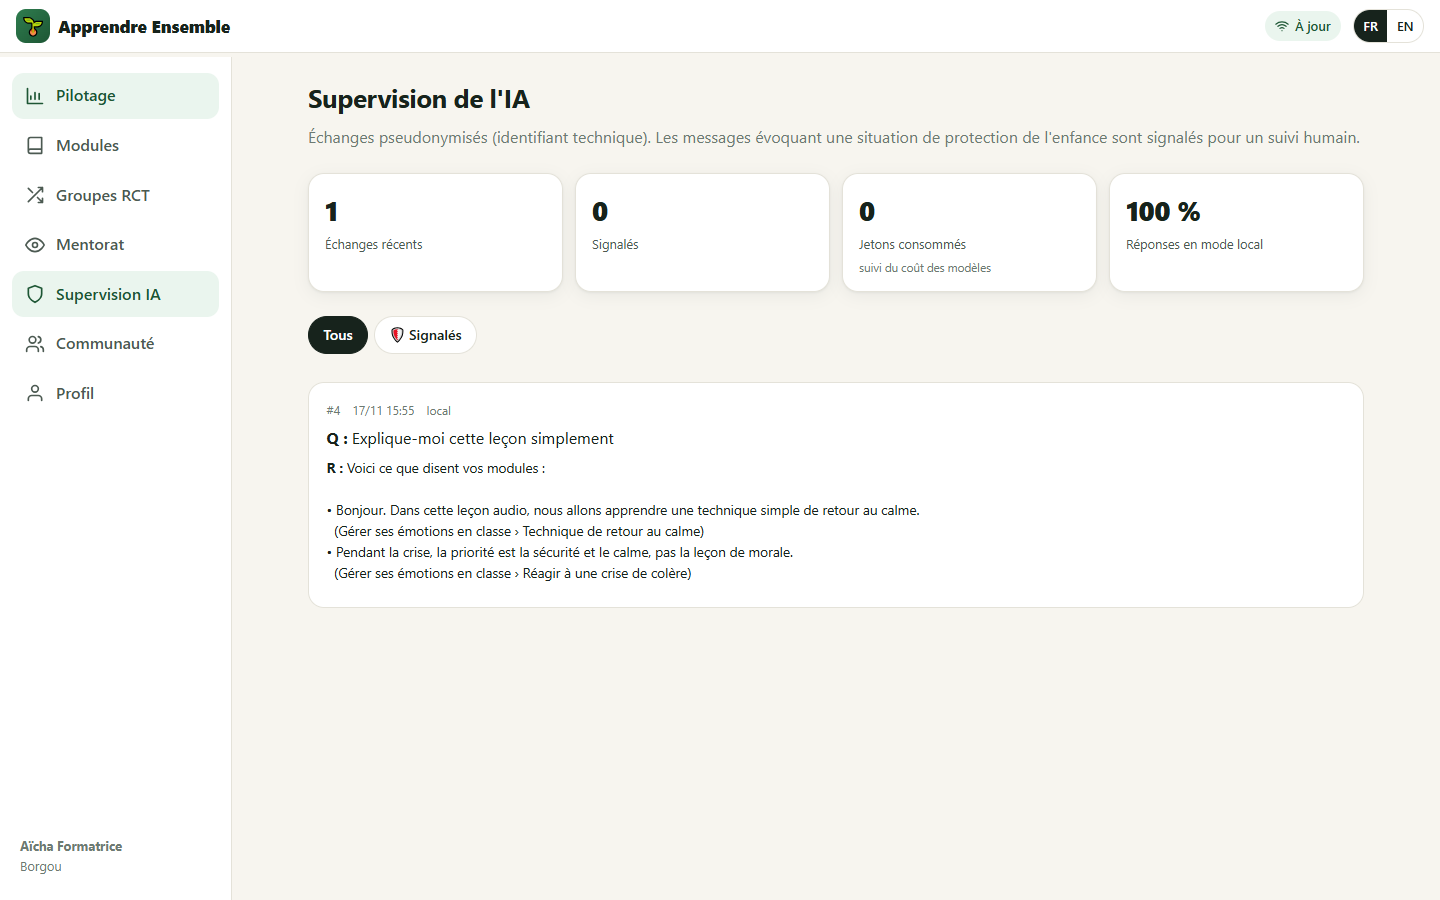 Apprendre Ensemble
À jour
FR
EN
Pilotage
Modules
Groupes RCT
Mentorat
Supervision IA
Communauté
Profil
Aïcha Formatrice
Borgou
Supervision de l'IA
Échanges pseudonymisés (identifiant technique). Les messages évoquant une situation de protection de l'enfance sont signalés pour un suivi humain.
1
Échanges récents
0
Signalés
0
Jetons consommés
suivi du coût des modèles
100 %
Réponses en mode local
Tous
Signalés
#4 17/11 15:55 local
Q : Explique-moi cette leçon simplement
R : Voici ce que disent vos modules :
• Bonjour. Dans cette leçon audio, nous allons apprendre une technique simple de retour au calme.
(Gérer ses émotions en classe › Technique de retour au calme)
• Pendant la crise, la priorité est la sécurité et le calme, pas la leçon de morale.
(Gérer ses émotions en classe › Réagir à une crise de colère)